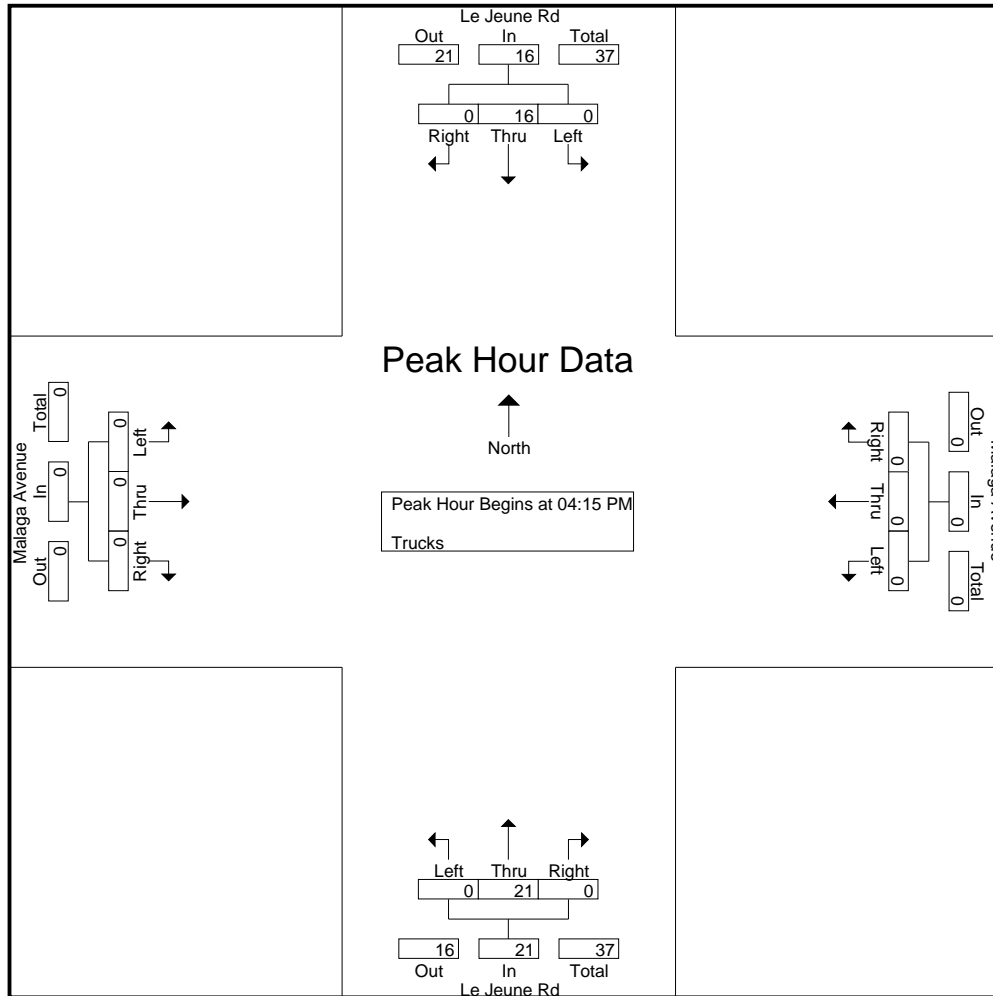 Le Jeune Rd
Out In Total
21 16 37
0 16 0
Right Thru Left
Peak Hour Data
North
Peak Hour Begins at 04:15 PM
Trucks
Malaga Avenue
Out In Total
0 0 0
Right Thru Left
0 0 0
Out In Total
0 0 0
Right Thru Left
0 0 0
Left Thru Right
0 21 0
16 21 37
Out In Total
Le Jeune Rd